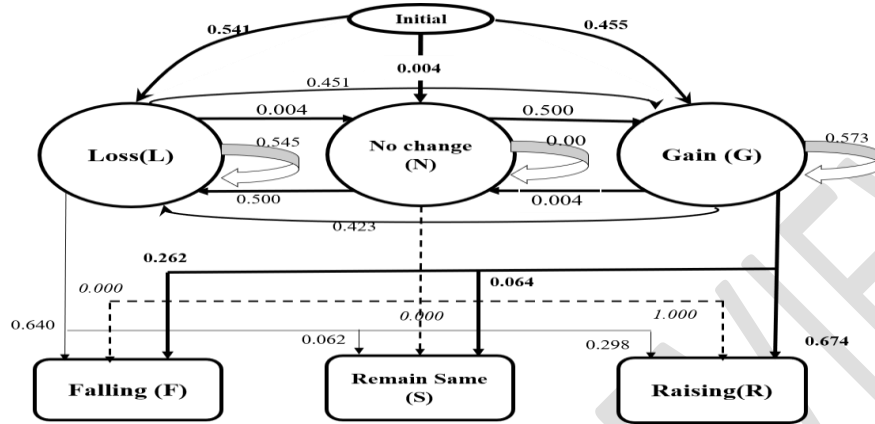 Initial
0.541
0.455
0.004
0.451
0.004
0.500
Loss(L)
0.545
No change
(N)
0.00
Gain (G)
0.573
0.500
0.004
0.423
0.262
0.064
0.000
0.640
0.062
0.000
1.000
0.298
0.674
Falling (F)
Remain Same
(S)
Raising(R)